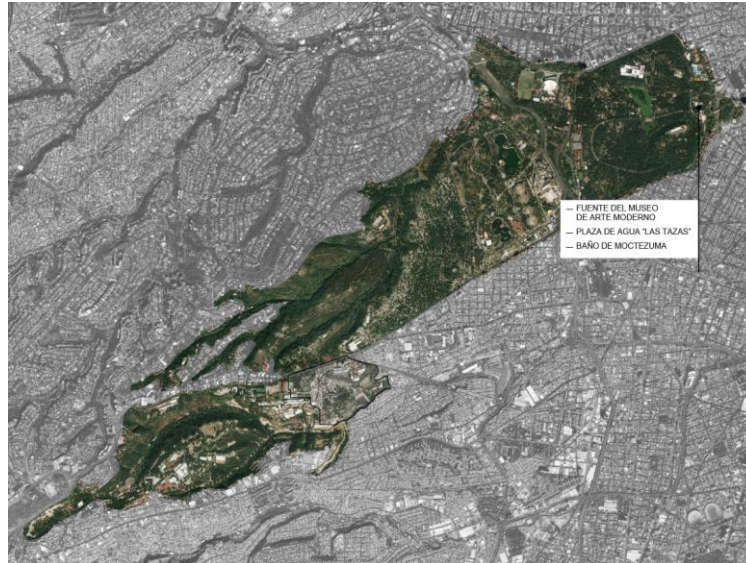 — FUENTE DEL MUSEO
DE ARTE MODERNO
— PLAZA DE AGUA "LAS TAZAS"
— BAÑO DE MOCTEZUMA